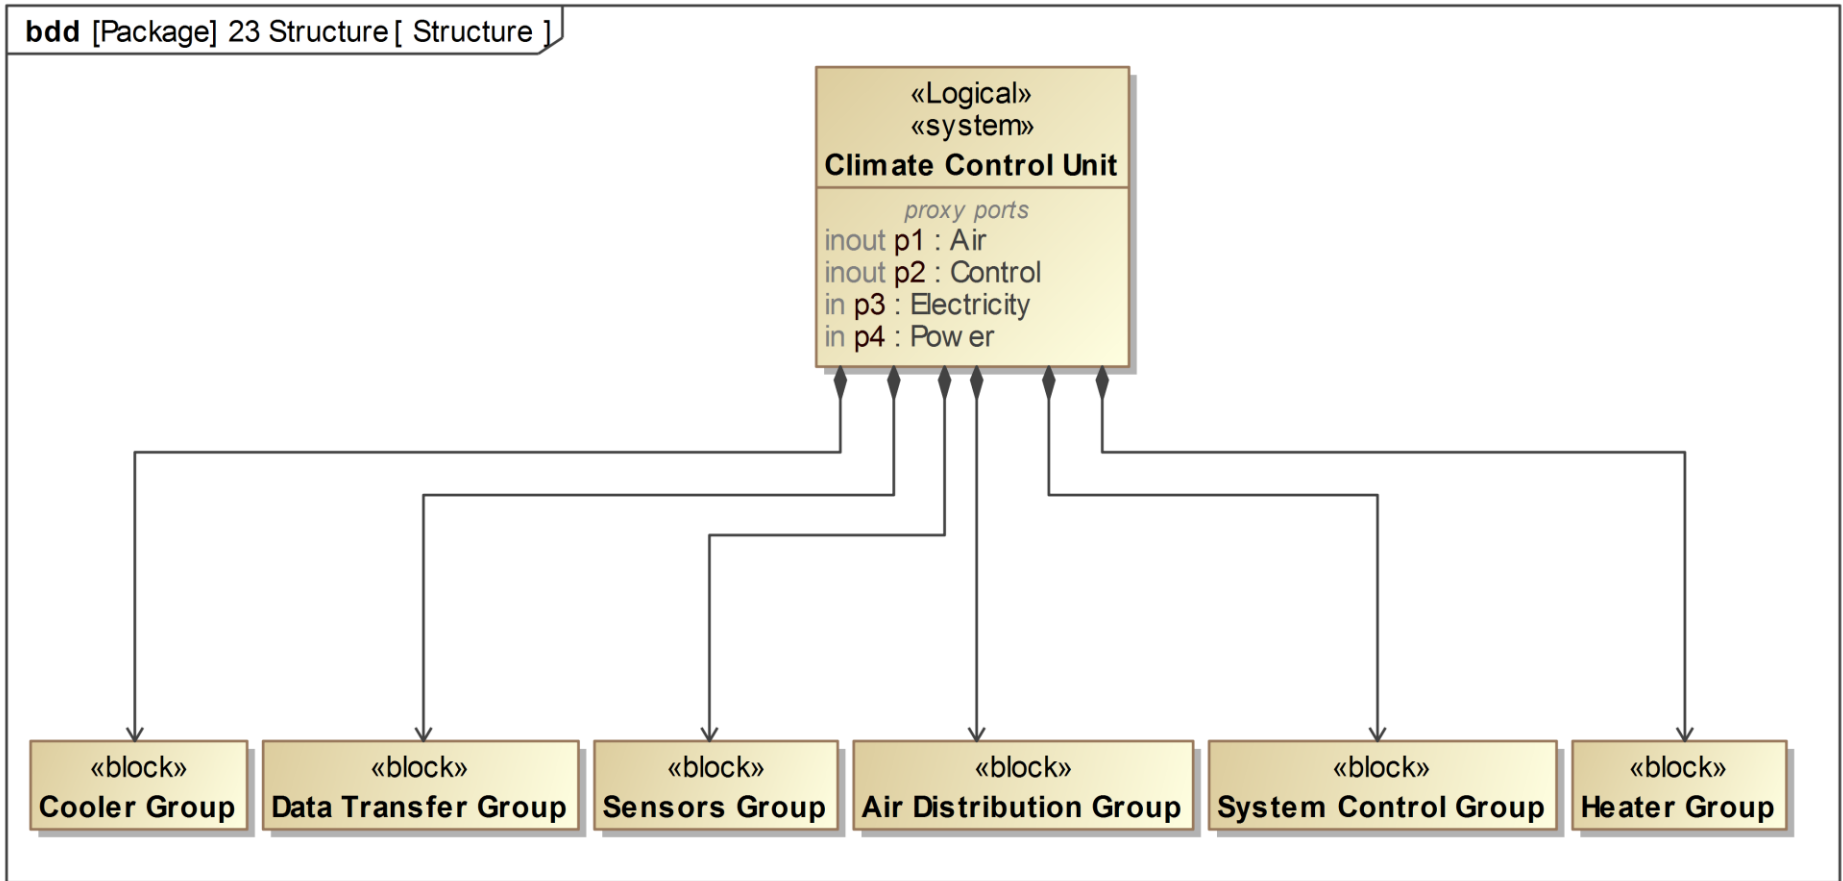 bdd [Package] 23 Structure [ Structure ]
«Logical»
«system»
Climate Control Unit
proxy ports
inout p1 : Air
inout p2 : Control
in p3 : Electricity
in p4 : Power
«block»
Cooler Group
«block»
Data Transfer Group
«block»
Sensors Group
«block»
Air Distribution Group
«block»
System Control Group
«block»
Heater Group